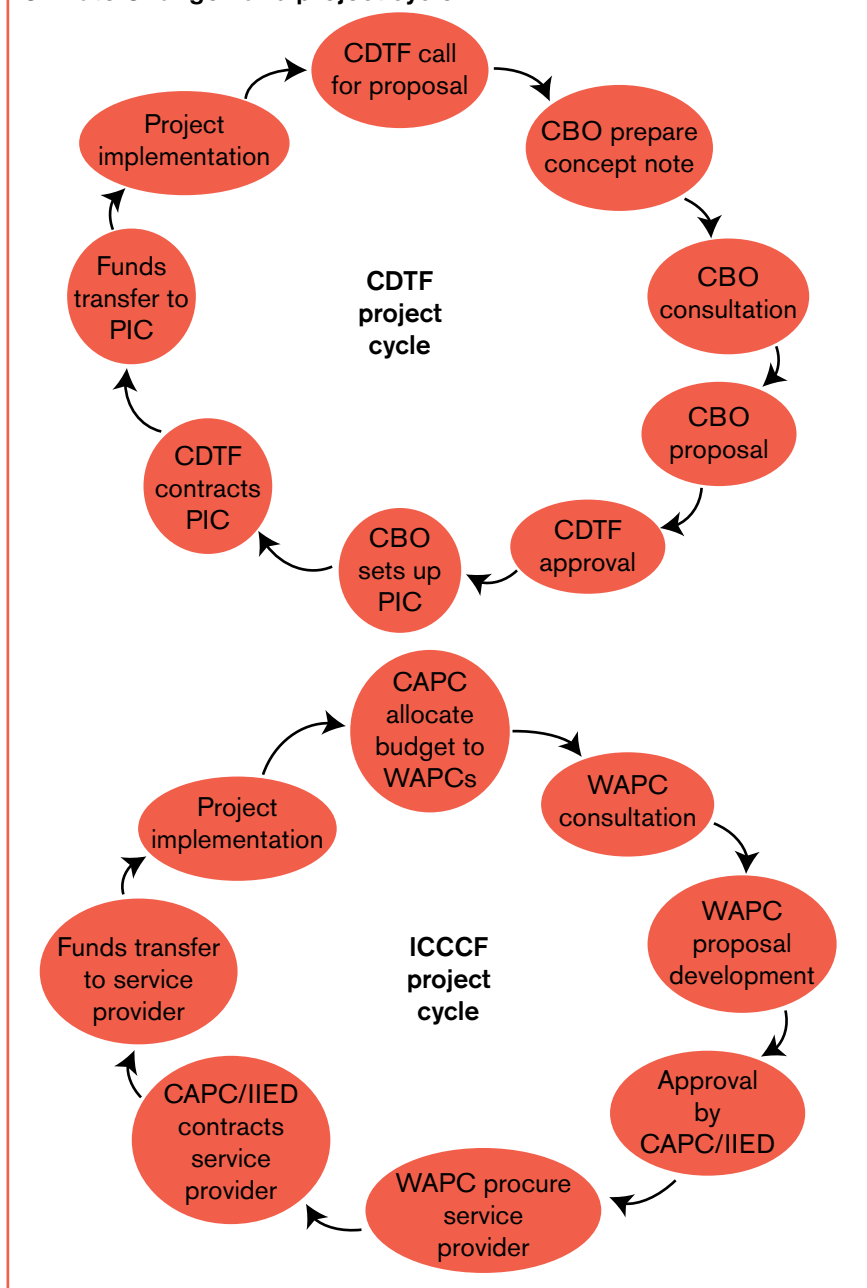 CDTF call
for proposal
CBO prepare
concept note
CBO
consultation
CBO
proposal
CDTF
approval
CBO
sets up
PIC
CDTF
contracts
PIC
Funds
transfer to
PIC
Project
implementation
CDTF
project
cycle
CAPC
allocate
budget to
WAPCs
WAPC
consultation
WAPC
proposal
development
Approval
by
CAPC/IIED
WAPC procure
service
provider
CAPC/IIED
contracts
service
provider
Funds transfer
to service
provider
Project
implementation
ICCCF
project
cycle